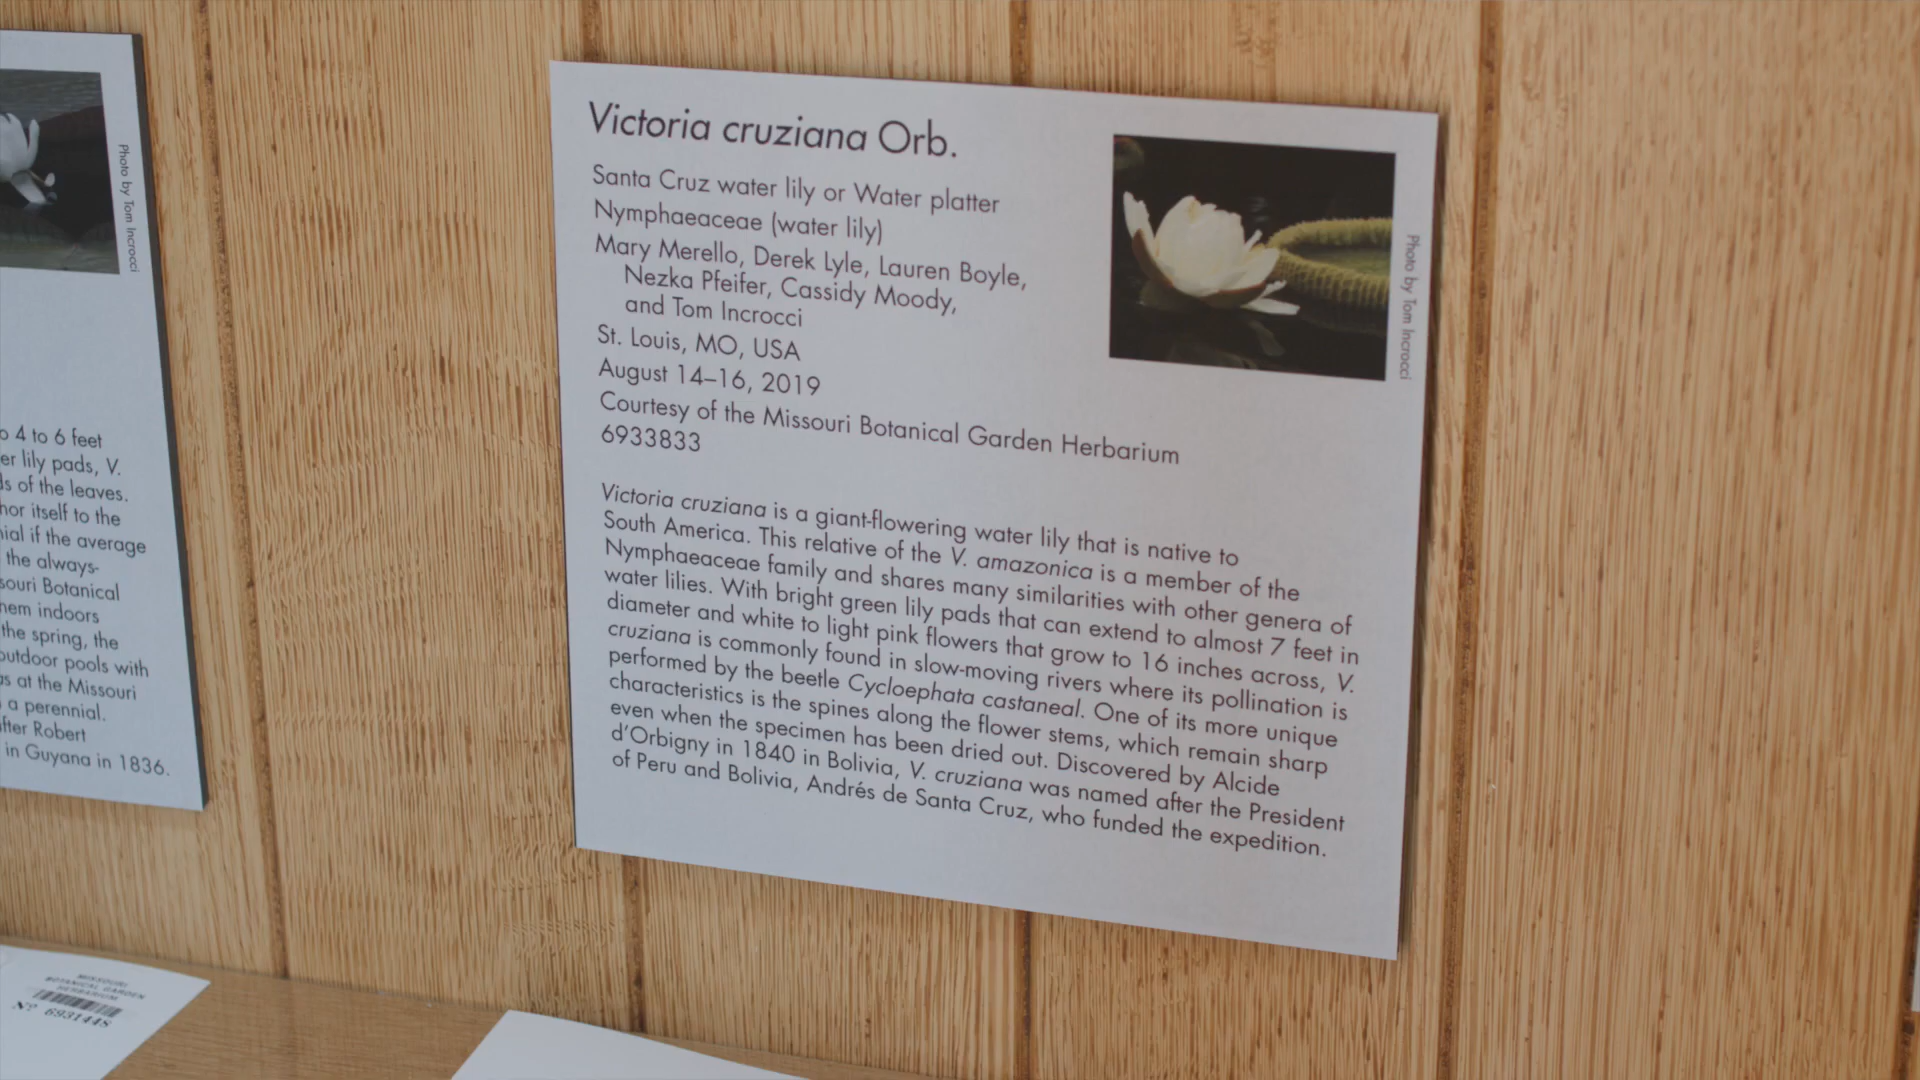 Photo by Tom Incrocci
4 to 6 feet
lily pads, V.
of the leaves.
itself to the
if the average
the always-
Botanical
indoors
the spring, the
outdoor pools with
at the Missouri
a perennial.
after Robert
in Guyana in 1836.
MISSOURI
BOTANICAL GARDEN
HERBARIUM
Nº 6931448
Victoria cruziana Orb.
Santa Cruz water lily or Water platter
Nymphaeaceae (water lily)
Mary Merello, Derek Lyle, Lauren Boyle,
Nezka Pfeifer, Cassidy Moody,
and Tom Incrocci
St. Louis, MO, USA
August 14–16, 2019
Courtesy of the Missouri Botanical Garden Herbarium
6933833
Photo by Tom Incrocci
Victoria cruziana is a giant-flowering water lily that is native to
South America. This relative of the V. amazonica is a member of the
Nymphaeaceae family and shares many similarities with other genera of
water lilies. With bright green lily pads that can extend to almost 7 feet in
diameter and white to light pink flowers that grow to 16 inches across, V.
cruziana is commonly found in slow-moving rivers where its pollination is
performed by the beetle Cycloephata castaneal. One of its more unique
characteristics is the spines along the flower stems, which remain sharp
even when the specimen has been dried out. Discovered by Alcide
d’Orbigny in 1840 in Bolivia, V. cruziana was named after the President
of Peru and Bolivia, Andrés de Santa Cruz, who funded the expedition.